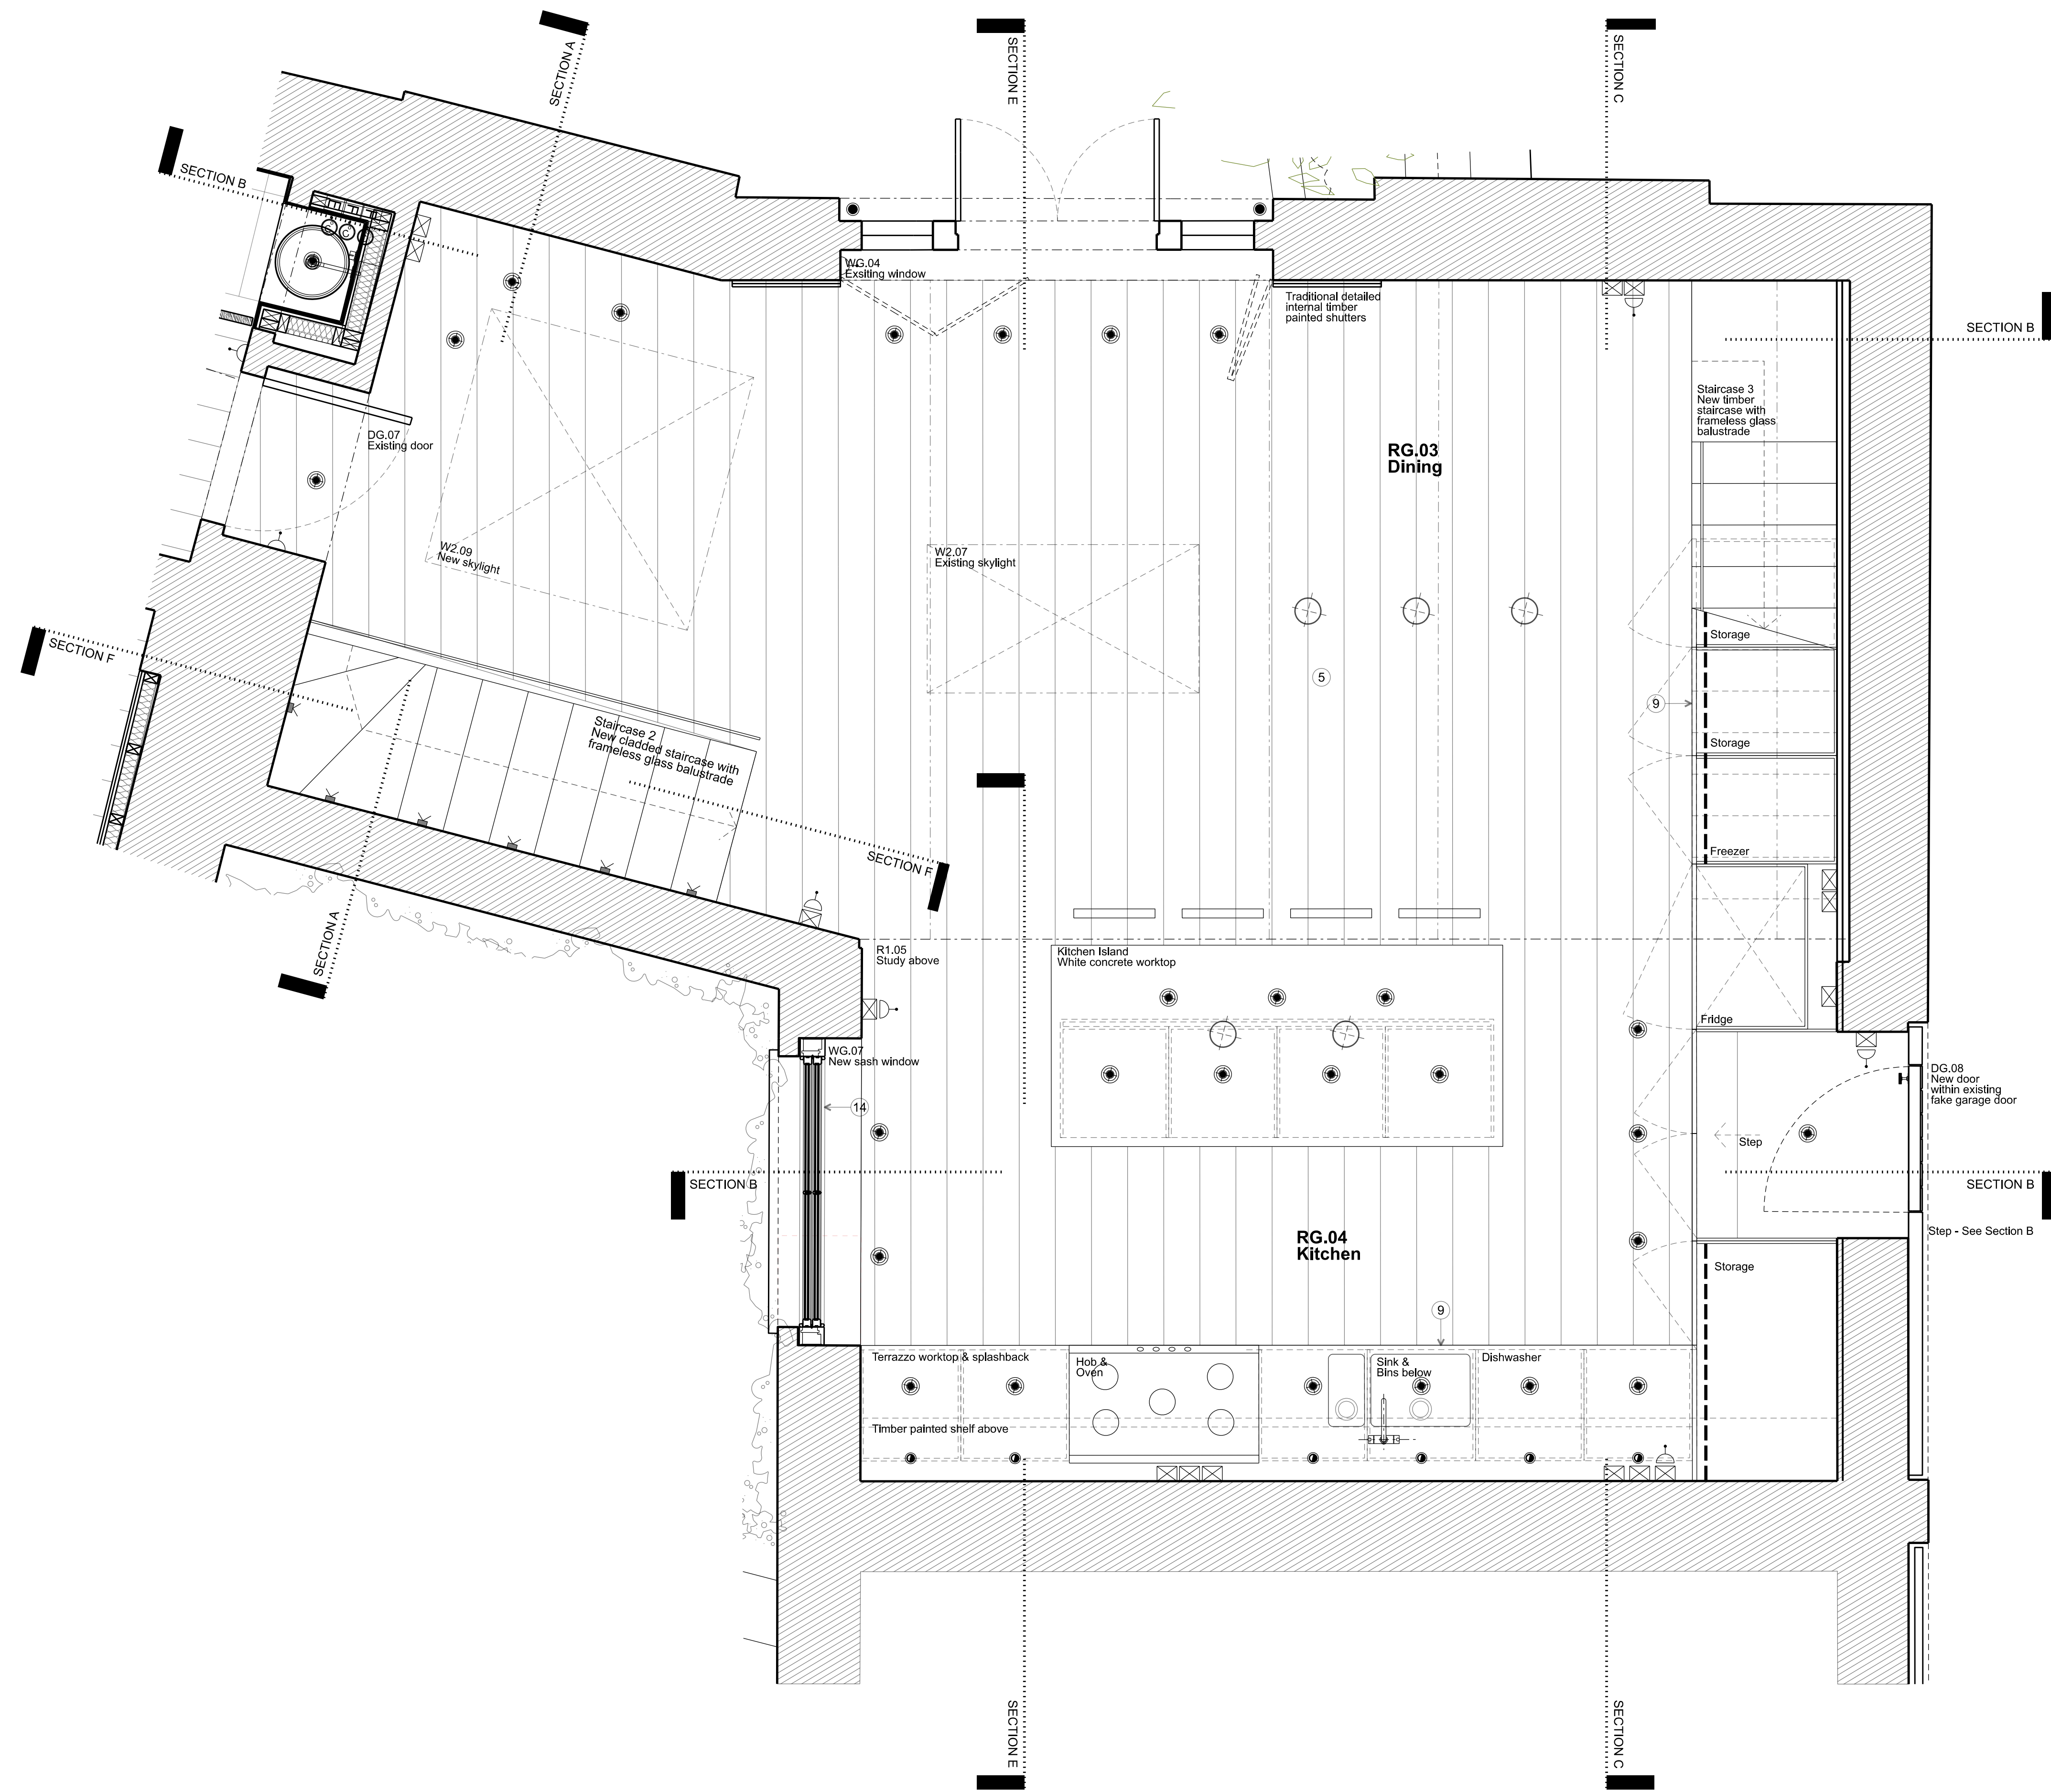 SECTION A
SECTION E
SECTION C
SECTION B
WG.04
Exsiting window
Traditional detailed
internal timber
painted shutters
SECTION B
Staircase 3
New timber
staircase with
frameless glass
balustrade
DG.07
Existing door
RG.03
Dining
W2.09
New skylight
W2.07
Existing skylight
Storage
SECTION F
5
9
Staircase 2
New cladded staircase with
frameless glass balustrade
Storage
SECTION F
Freezer
SECTION A
R1.05
Study above
Kitchen Island
White concrete worktop
Fridge
WG.07
New sash window
DG.08
New door
within existing
fake garage door
14
Step
SECTION B
SECTION B
Step - See Section B
RG.04
Kitchen
Storage
9
Terrazzo worktop & splashback
Hob &
Oven
Sink &
Bins below
Dishwasher
Timber painted shelf above
SECTION E
SECTION C